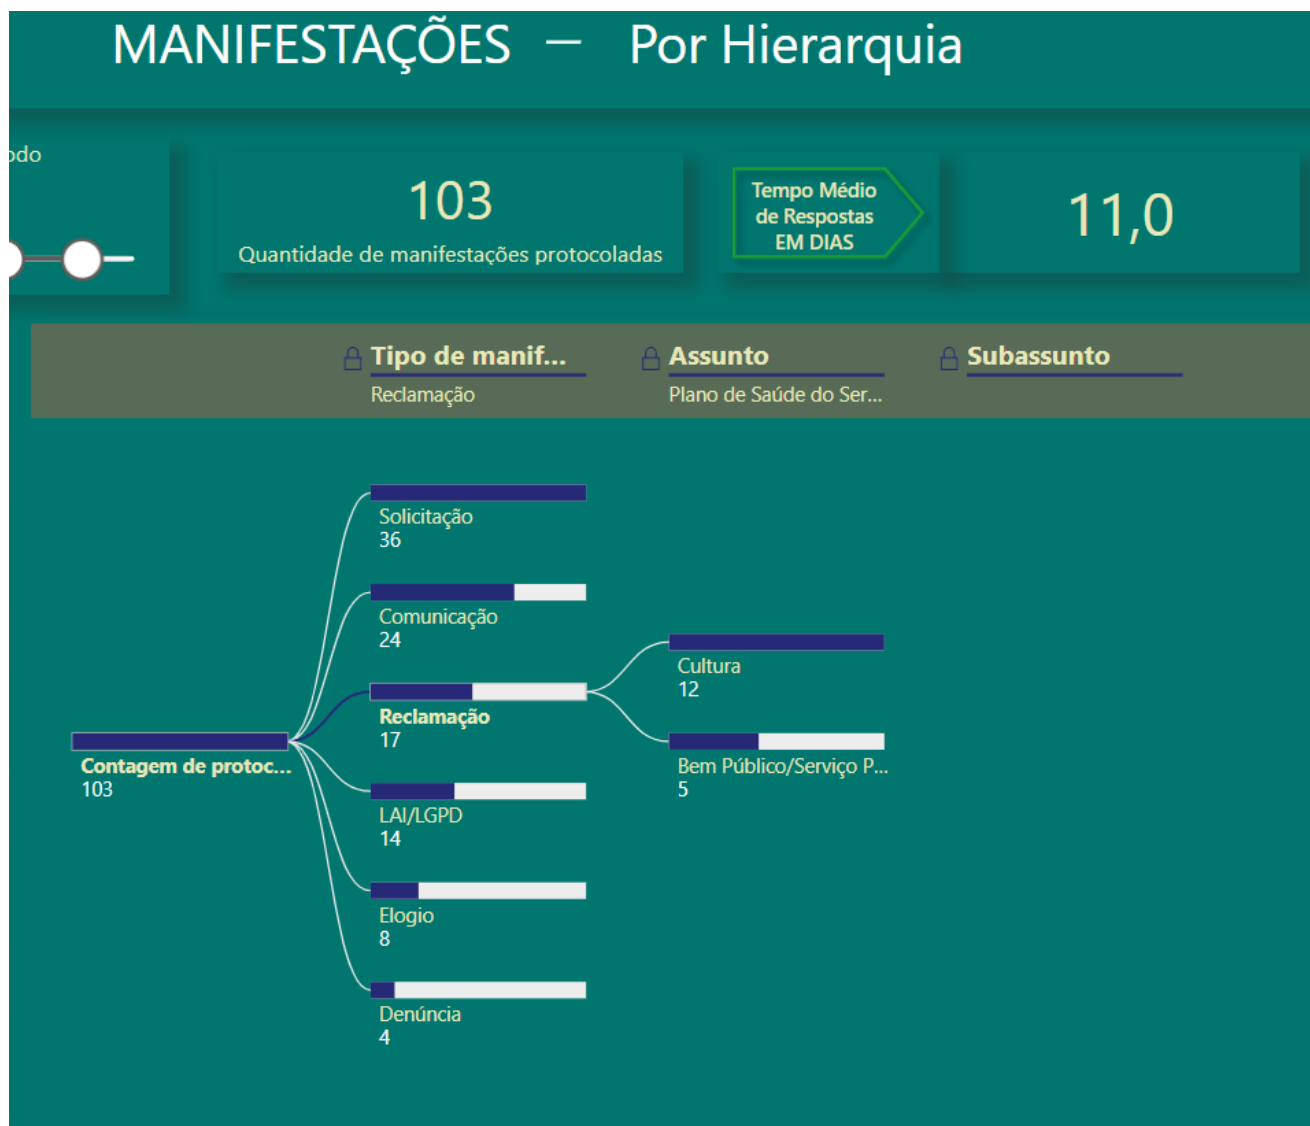 MANIFESTAÇÕES – Por Hierarquia
odo
103
Quantidade de manifestações protocoladas
Tempo Médio
de Respostas
EM DIAS
11,0
Tipo de manif...
Reclamação
Assunto
Plano de Saúde do Ser...
Subassunto
Solicitação
36
Comunicação
24
Reclamação
17
Contagem de protoc...
103
LAI/LGPD
14
Elogio
8
Denúncia
4
Cultura
12
Bem Público/Serviço P...
5